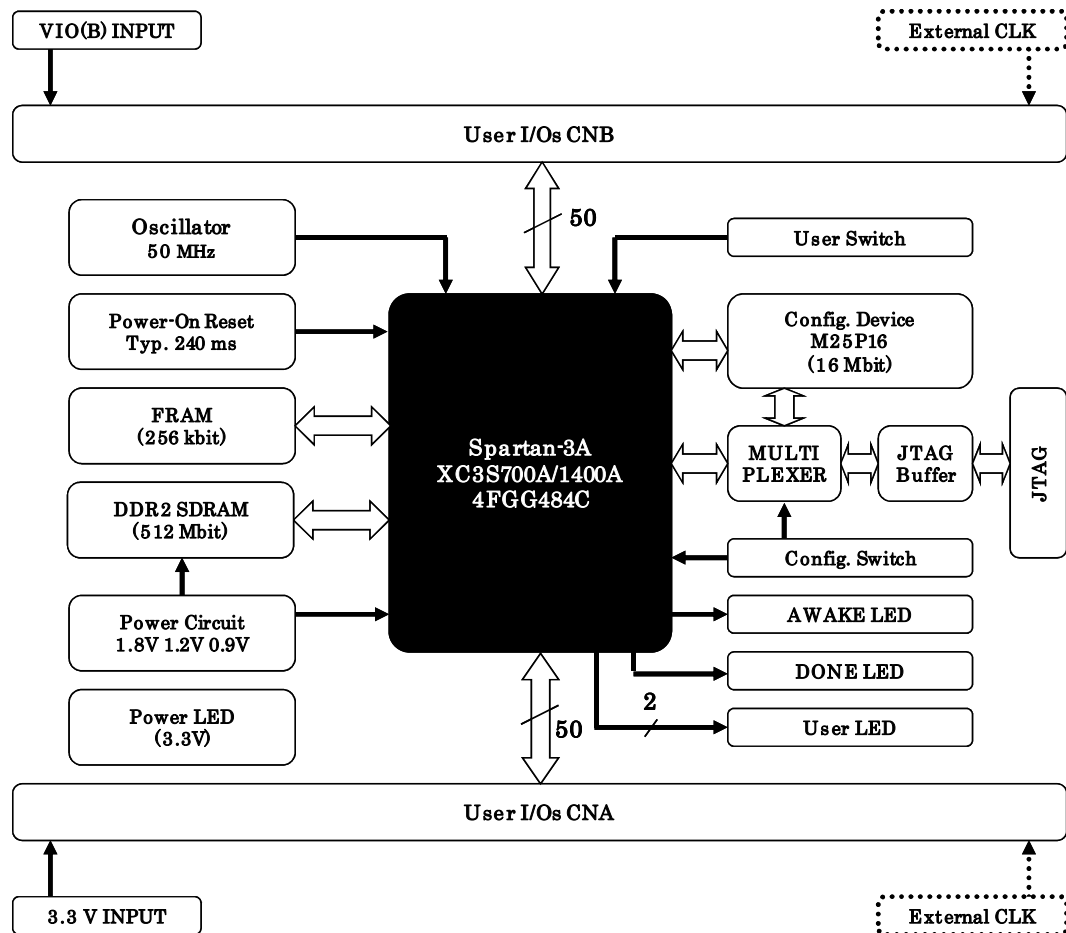 VIO(B) INPUT
External CLK
User I/Os CNB
50
Oscillator
50 MHz
User Switch
Power-On Reset
Typ. 240 ms
Config. Device
M25P16
(16 Mbit)
FRAM
(256 kbit)
Spartan-3A
XC3S700A/1400A
4FGG484C
MULTI
PLEXER
JTAG
Buffer
JTAG
DDR2 SDRAM
(512 Mbit)
Config. Switch
Power Circuit
1.8V 1.2V 0.9V
AWAKE LED
DONE LED
Power LED
(3.3V)
2
User LED
50
User I/Os CNA
3.3 V INPUT
External CLK